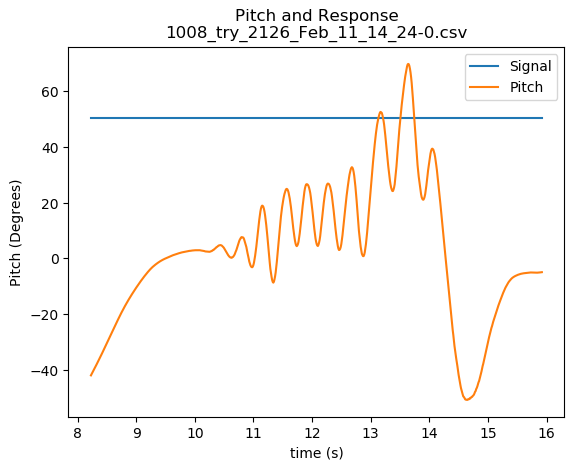 Pitch and Response
1008_try_2126_Feb_11_14_24-0.csv
Signal
Pitch
Pitch (Degrees)
60
40
20
0
−20
−40
8 9 10 11 12 13 14 15 16
time (s)